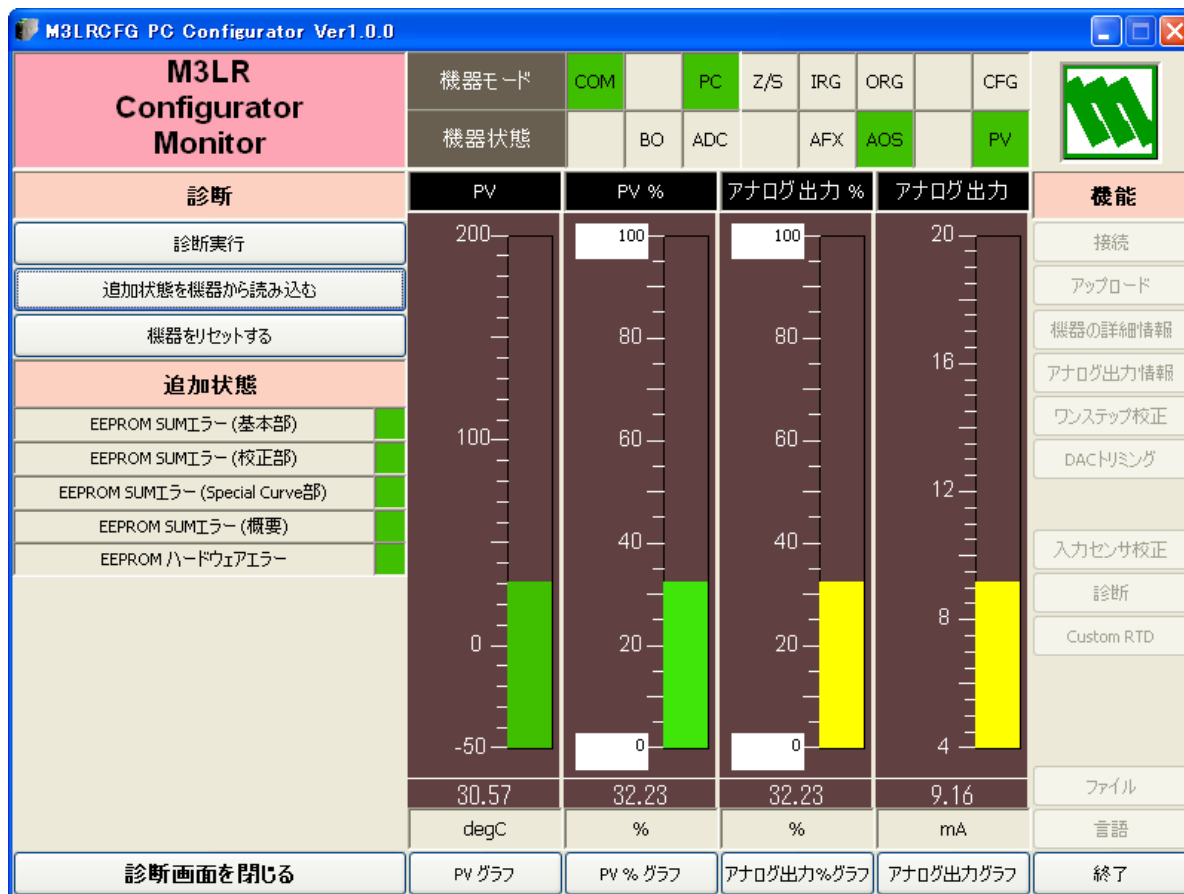 M3LRCFG PC Configurator Ver1.0.0
M3LR
Configurator
Monitor
機器モード
COM
PC
Z/S
IRG
ORG
CFG
機器状態
BO
ADC
AFX
AOS
PV
診断
診断実行
追加状態を機器から読み込む
機器をリセットする
追加状態
EEPROM SUMエラー (基本部)
EEPROM SUMエラー (校正部)
EEPROM SUMエラー (Special Curve部)
EEPROM SUMエラー (概要)
EEPROM ハードウェアエラー
診断画面を閉じる
PV
200
100
0
-50
30.57
degC
PV グラフ
PV %
100
80
60
40
20
0
32.23
%
PV % グラフ
アナログ出力 %
100
80
60
40
20
0
32.23
%
アナログ出力%グラフ
アナログ出力
20
16
12
8
4
9.16
mA
アナログ出力グラフ
機能
接続
アップロード
機器の詳細情報
アナログ出力情報
ワンステップ校正
DACトリミング
入力センサ校正
診断
Custom RTD
ファイル
言語
終了